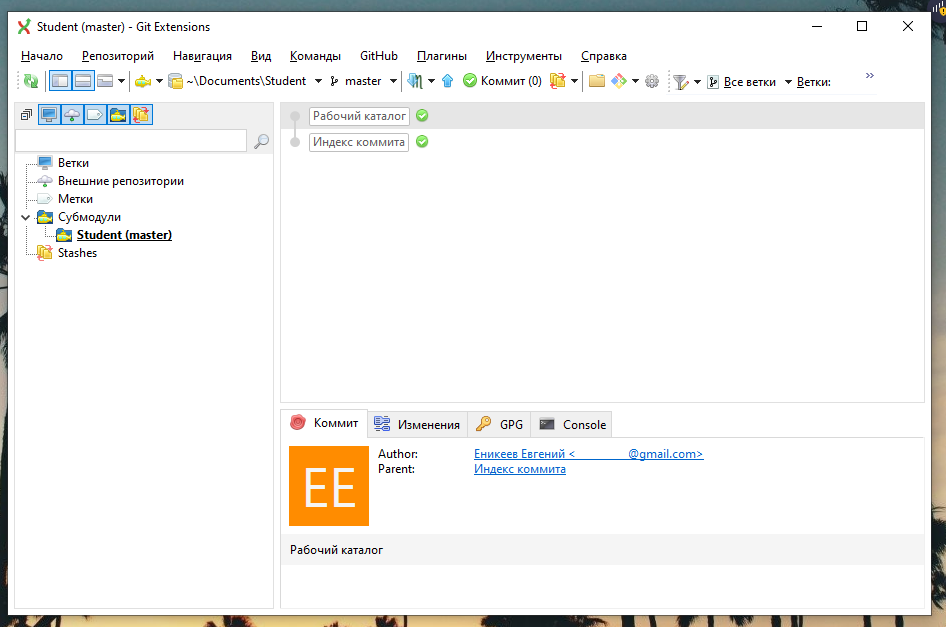 Student (master) - Git Extensions
Начало Репозиторий Навигация Вид Команды GitHub Плагины Инструменты Справка
~\Documents\Student master Коммит (0) Все ветки Ветки: »
Рабочий каталог
Индекс коммита
Ветки
Внешние репозитории
Метки
Субмодули
Student (master)
Stashes
Коммит Изменения GPG Console
EE
Author: Еникеев Евгений < @gmail.com>
Parent: Индекс коммита
Рабочий каталог